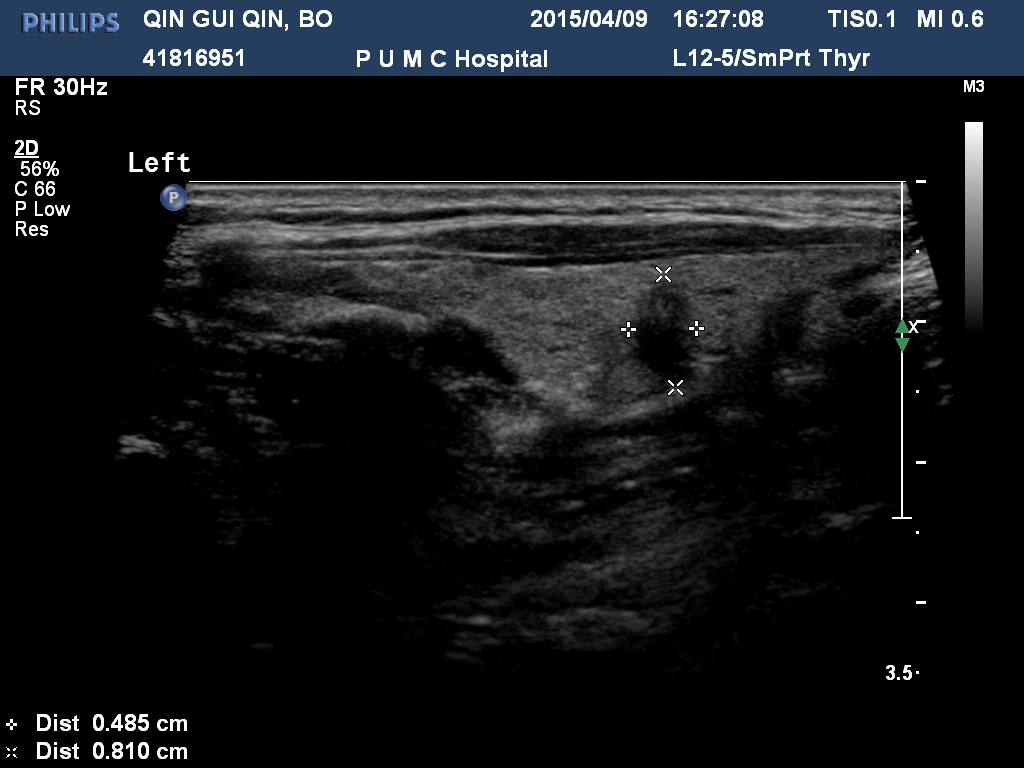 PHILIPS
QIN GUI QIN, BO
2015/04/09 16:27:08
TIS0.1 MI 0.6
41816951
P U M C Hospital
L12-5/SmPrt Thyr
FR 30Hz
RS
M3
2D
56%
C 66
P Low
Res
Left
P
X
3.5
Dist 0.485 cm
Dist 0.810 cm